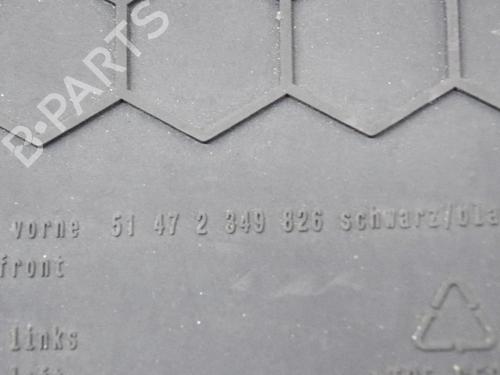 B-PARTS
vorne 51 47 2 349 826 schwarz/bla
front
links